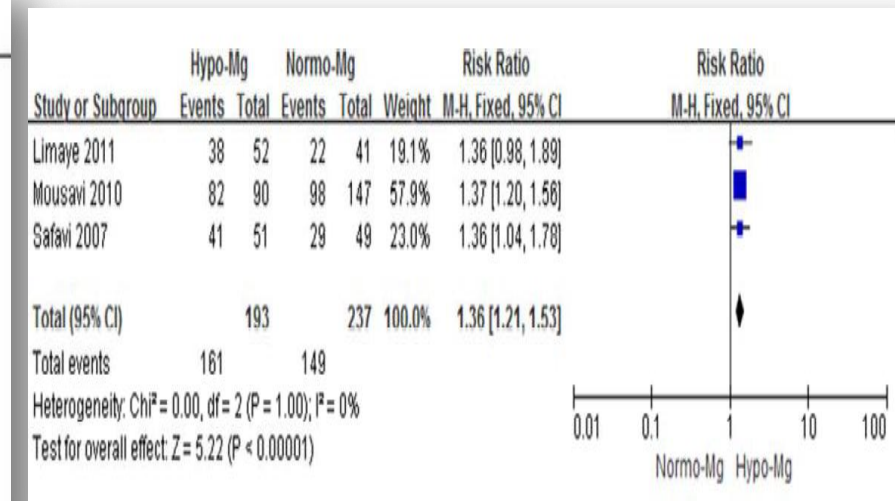 Hypo-Mg Normo-Mg Risk Ratio Risk Ratio
Study or Subgroup Events Total Events Total Weight M-H, Fixed, 95% CI M-H, Fixed, 95% CI
Limaye 2011 38 52 22 41 19.1% 1.36 [0.98, 1.89]
Mousavi 2010 82 90 98 147 57.9% 1.37 [1.20, 1.56]
Safavi 2007 41 51 29 49 23.0% 1.36 [1.04, 1.78]
Total (95% CI) 193 237 100.0% 1.36 [1.21, 1.53]
Total events 161 149
Heterogeneity: Chi² = 0.00, df = 2 (P = 1.00); I² = 0%
Test for overall effect: Z = 5.22 (P < 0.00001)
0.01 0.1 1 10 100
Normo-Mg Hypo-Mg